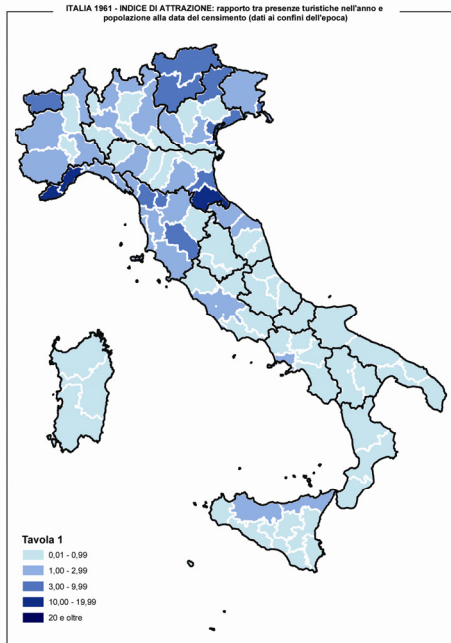 ITALIA 1961 - INDICE DI ATTRAZIONE: rapporto tra presenze turistiche nell'anno e
popolazione alla data del censimento (dati ai confini dell'epoca)
Tavola 1
0,01 - 0,99
1,00 - 2,99
3,00 - 9,99
10,00 - 19,99
20 e oltre